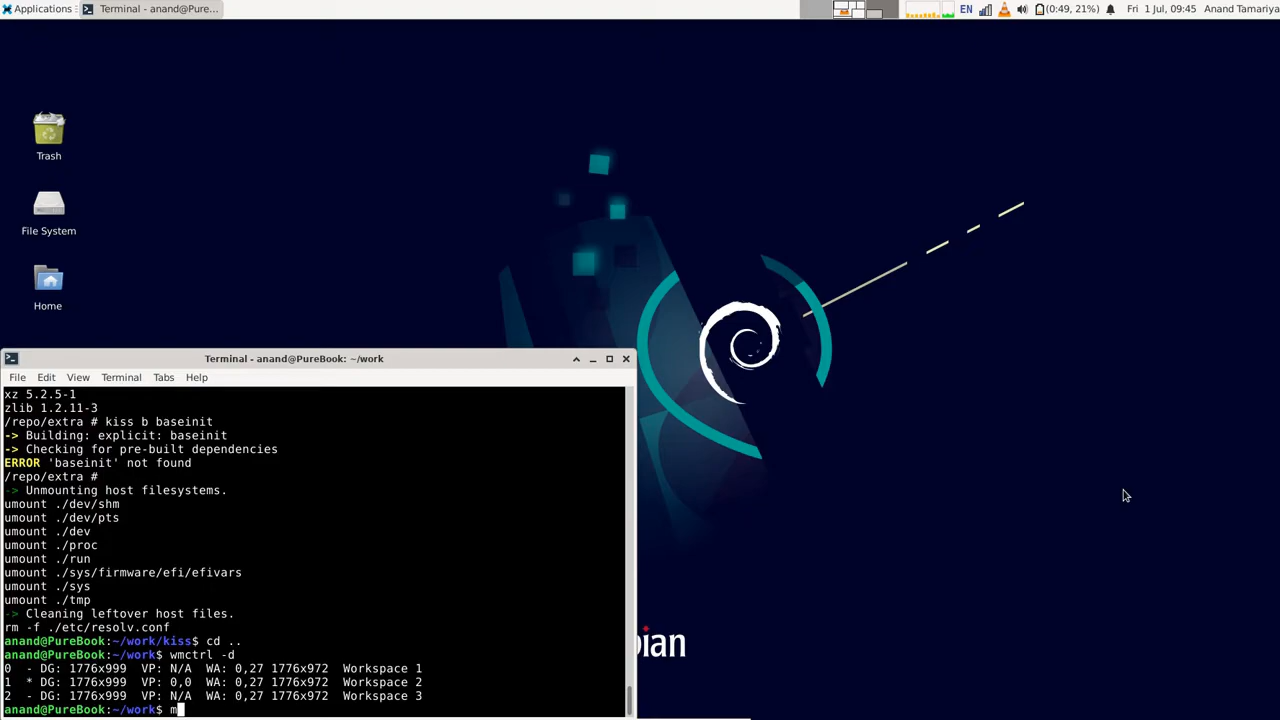 Applications
Terminal - anand@Pure...
EN
(0:49, 21%)
Fri 1 Jul, 09:45
Anand Tamariya
Trash
File System
Home
Terminal - anand@PureBook: ~/work
File Edit View Terminal Tabs Help
xz 5.2.5-1
zlib 1.2.11-3
/repo/extra # kiss b baseinit
-> Building: explicit: baseinit
-> Checking for pre-built dependencies
ERROR 'baseinit' not found
/repo/extra #
-> Unmounting host filesystems.
umount ./dev/shm
umount ./dev/pts
umount ./dev
umount ./proc
umount ./run
umount ./sys/firmware/efi/efivars
umount ./sys
umount ./tmp
-> Cleaning leftover host files.
rm -f ./etc/resolv.conf
anand@PureBook:~/work/kiss$ cd ..
anand@PureBook:~/work$ wmctrl -d
0  - DG: 1776x999  VP: N/A  WA: 0,27 1776x972  Workspace 1
1  * DG: 1776x999  VP: 0,0  WA: 0,27 1776x972  Workspace 2
2  - DG: 1776x999  VP: N/A  WA: 0,27 1776x972  Workspace 3
anand@PureBook:~/work$ m
bian